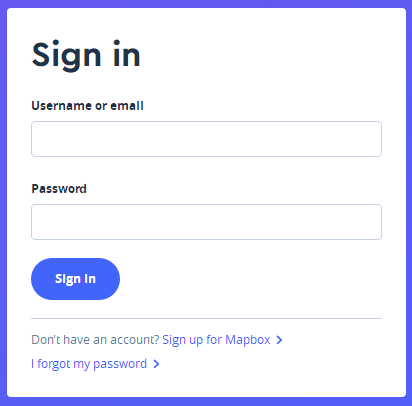 Sign in
Username or email
Password
Sign in
Don't have an account? Sign up for Mapbox
I forgot my password